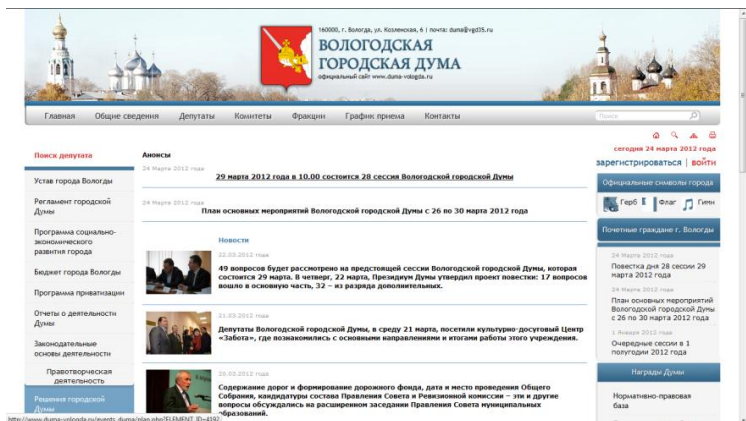 160000, г. Вологда, ул. Козленская, 6 | почта: duma@vgd35.ru
ВОЛОГОДСКАЯ
ГОРОДСКАЯ ДУМА
официальный сайт www.duma-vologda.ru
Главная Общие сведения Депутаты Комитеты Фракции График приема Контакты Поиск
сегодня 24 марта 2012 года
зарегистрироваться | войти
Поиск депутата
Устав города Вологды
Регламент городской
Думы
Программа социально-
экономического
развития города
Бюджет города Вологды
Программа приватизации
Отчеты о деятельности
Думы
Законодательные
основы деятельности
Правотворческая
деятельность
Решения городской
Думы
Анонсы
24 Марта 2012 года
29 марта 2012 года в 10.00 состоится 28 сессия Вологодской городской Думы
24 Марта 2012 года
План основных мероприятий Вологодской городской Думы с 26 по 30 марта 2012 года
Новости
22.03.2012 года
49 вопросов будет рассмотрено на предстоящей сессии Вологодской городской Думы, которая
состоится 29 марта. В четверг, 22 марта, Президиум Думы утвердил проект повестки: 17 вопросов
вошло в основную часть, 32 – из разряда дополнительных.
21.03.2012 года
Депутаты Вологодской городской Думы, в среду 21 марта, посетили культурно-досуговый Центр
«Забота», где познакомились с основными направлениями и итогами работы этого учреждения.
20.03.2012 года
Содержание дорог и формирование дорожного фонда, дата и место проведения Общего
Собрания, кандидатуры состава Правления Совета и Ревизионной комиссии – эти и другие
вопросы обсуждались на расширенном заседании Правления Совета муниципальных
образований.
Официальные символы города
Герб Флаг Гимн
Почетные граждане г. Вологды
24 Марта 2012 года
Повестка дня 28 сессии 29
марта 2012 года
24 Марта 2012 года
План основных мероприятий
Вологодской городской Думы
с 26 по 30 марта 2012 года
1 Января 2012 года
Очередные сессии в 1
полугодии 2012 года
Награды Думы
Нормативно-правовая
база
http://www.duma-vologda.ru/events_duma/plan.php?ELEMENT_ID=4192